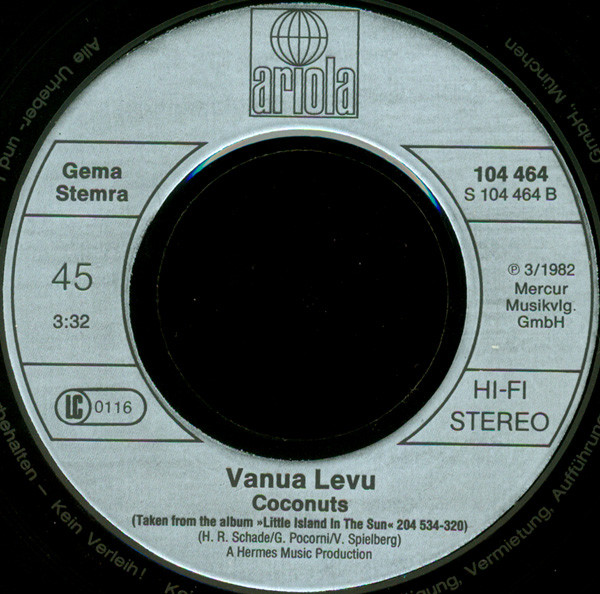 ariola
Gema
Stemra
45
3:32
LC 0116
104 464
S 104 464 B
℗ 3/1982
Mercur
Musikvlg.
GmbH
HI-FI
STEREO
Vanua Levu
Coconuts
(Taken from the album »Little Island In The Sun« 204 534-320)
(H. R. Schade/G. Pocorni/V. Spielberg)
A Hermes Music Production
Alle Urheber- und
GmbH, München
behalten – Kein Verleih!
Vermietung, Aufführung